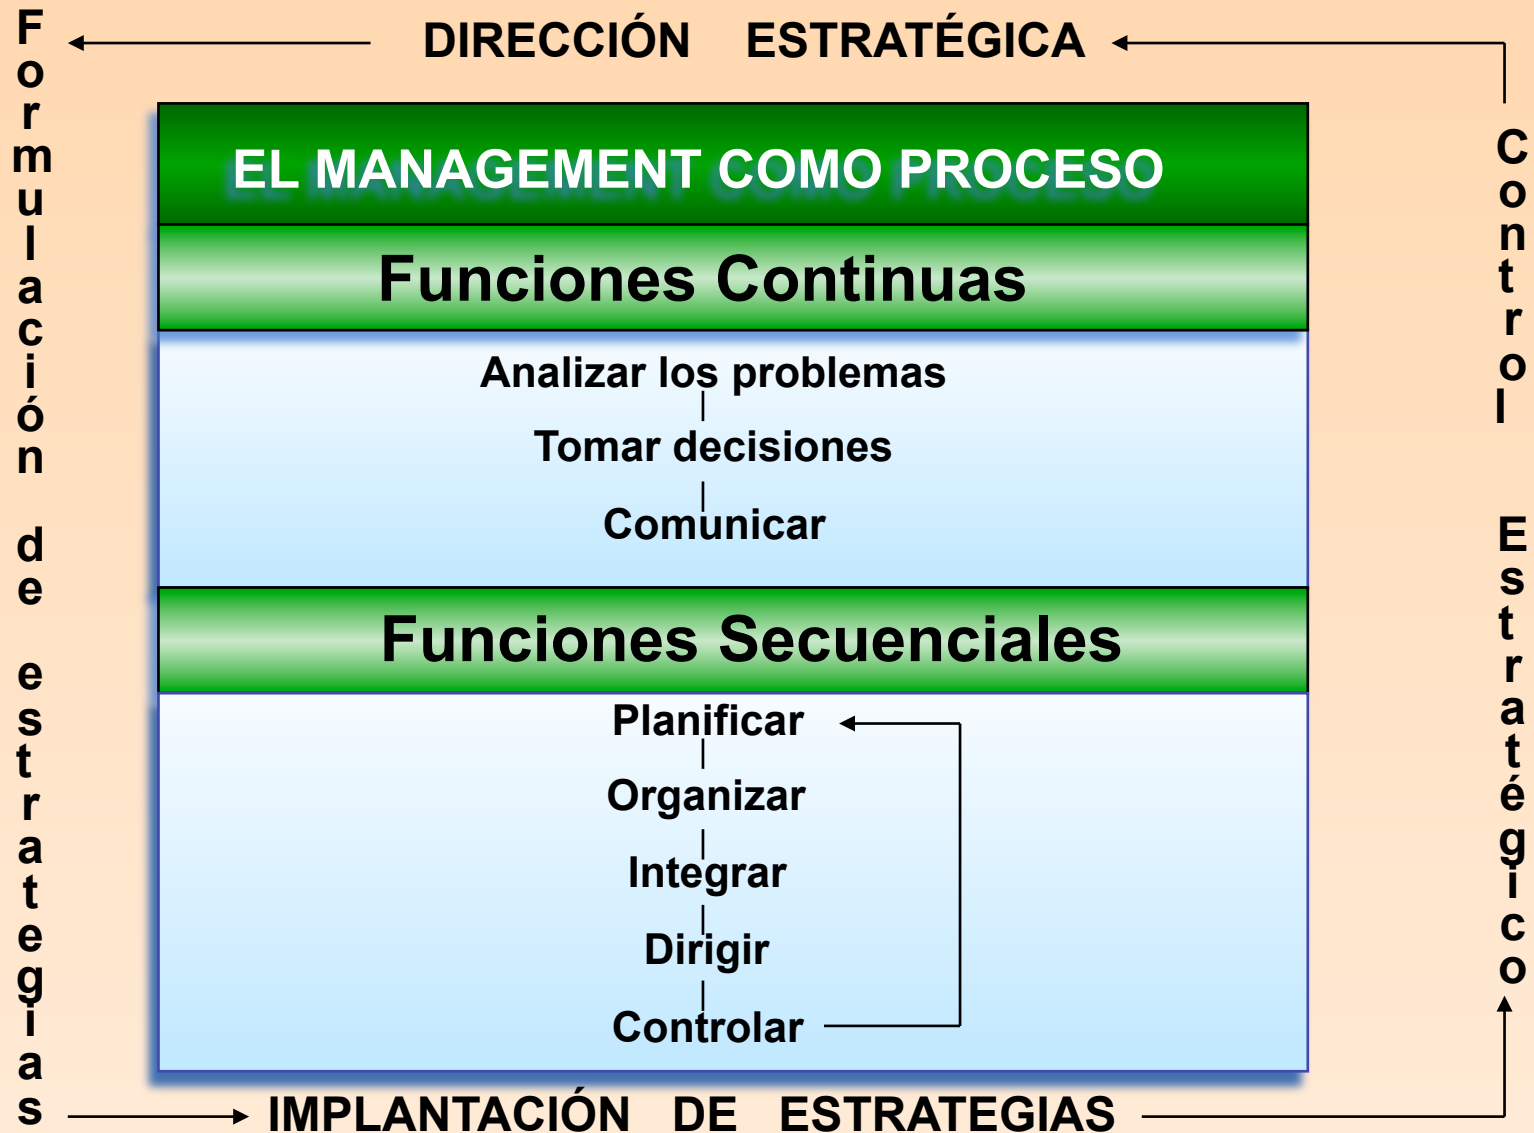 DIRECCIÓN ESTRATÉGICA
Formulación de estrategias
EL MANAGEMENT COMO PROCESO
Funciones Continuas
Analizar los problemas
Tomar decisiones
Comunicar
Funciones Secuenciales
Planificar
Organizar
Integrar
Dirigir
Controlar
IMPLANTACIÓN DE ESTRATEGIAS
Control Estratégico